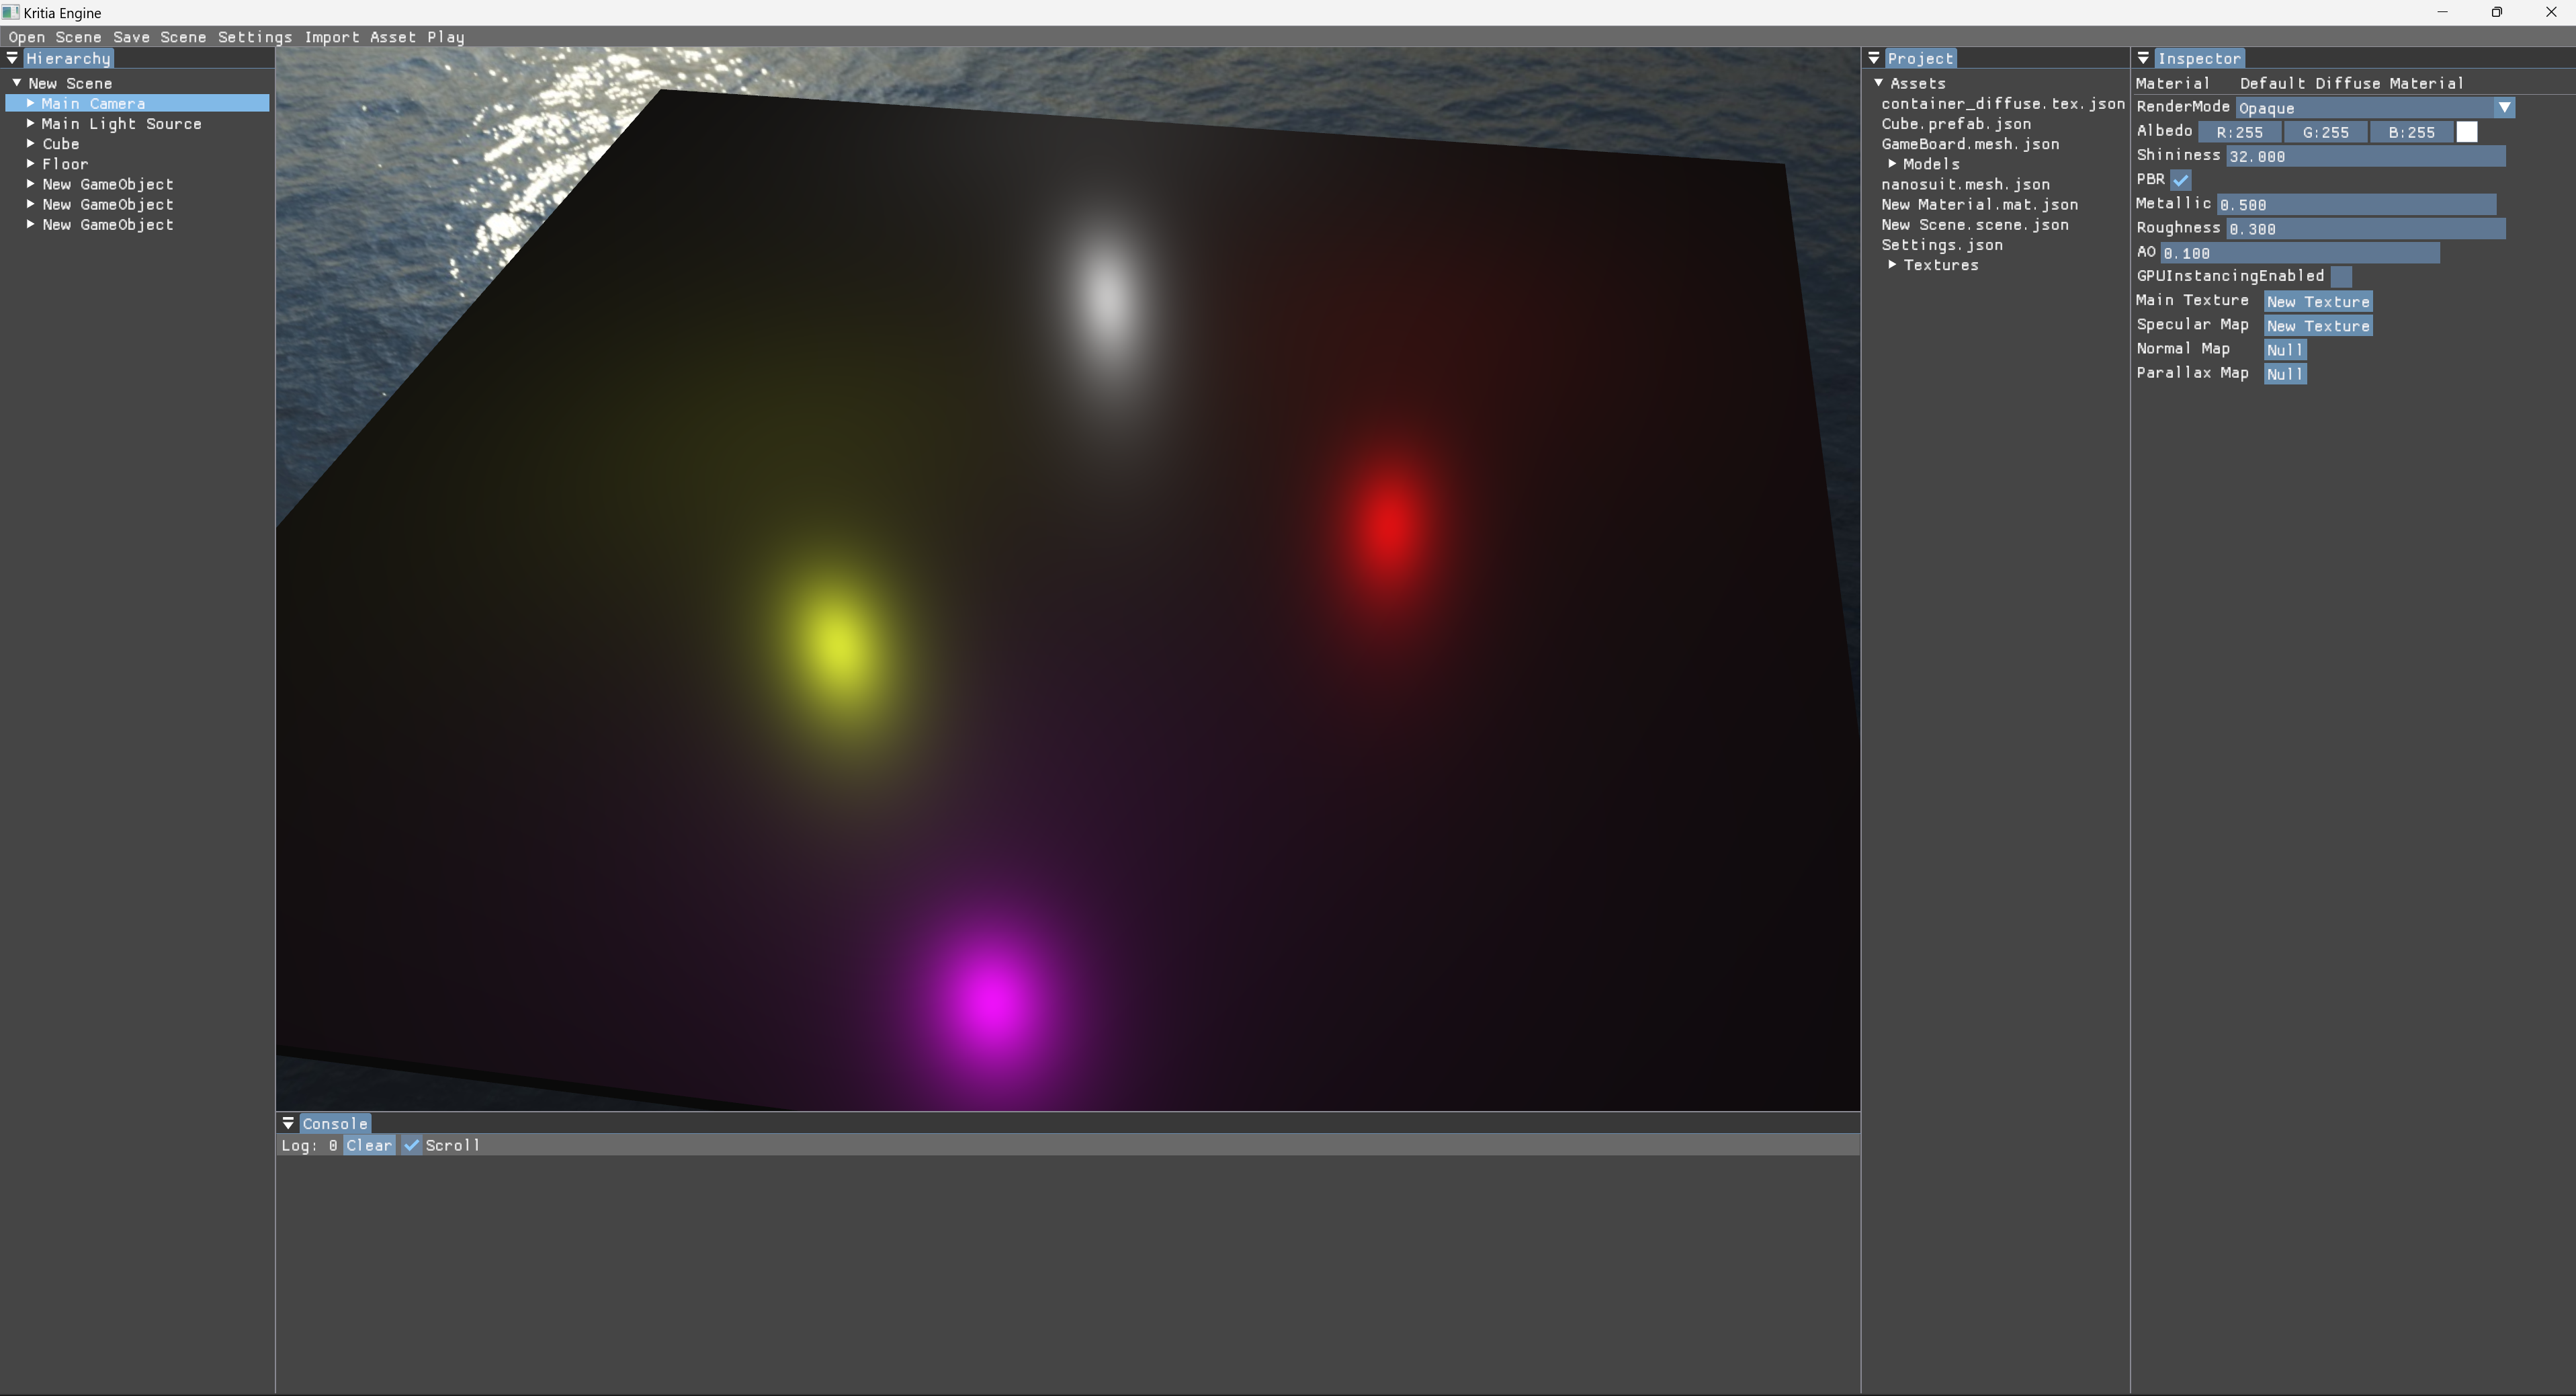 Kritia Engine
Open Scene Save Scene Settings Import Asset Play
Hierarchy
New Scene
Main Camera
Main Light Source
Cube
Floor
New GameObject
New GameObject
New GameObject
Console
Log: 0 Clear Scroll
Project
Assets
container_diffuse.tex.json
Cube.prefab.json
GameBoard.mesh.json
Models
nanosuit.mesh.json
New Material.mat.json
New Scene.scene.json
Settings.json
Textures
Inspector
Material Default Diffuse Material
RenderMode Opaque
Albedo R:255 G:255 B:255
Shininess 32.000
PBR
Metallic 0.500
Roughness 0.300
AO 0.100
GPUInstancingEnabled
Main Texture New Texture
Specular Map New Texture
Normal Map Null
Parallax Map Null